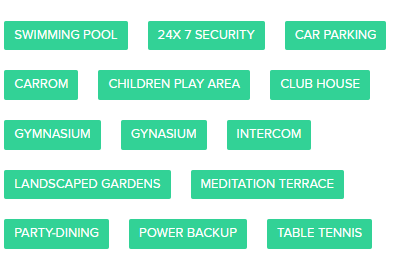 SWIMMING POOL 24X 7 SECURITY CAR PARKING
CARROM CHILDREN PLAY AREA CLUB HOUSE
GYMNASIUM GYNASIUM INTERCOM
LANDSCAPED GARDENS MEDITATION TERRACE
PARTY-DINING POWER BACKUP TABLE TENNIS